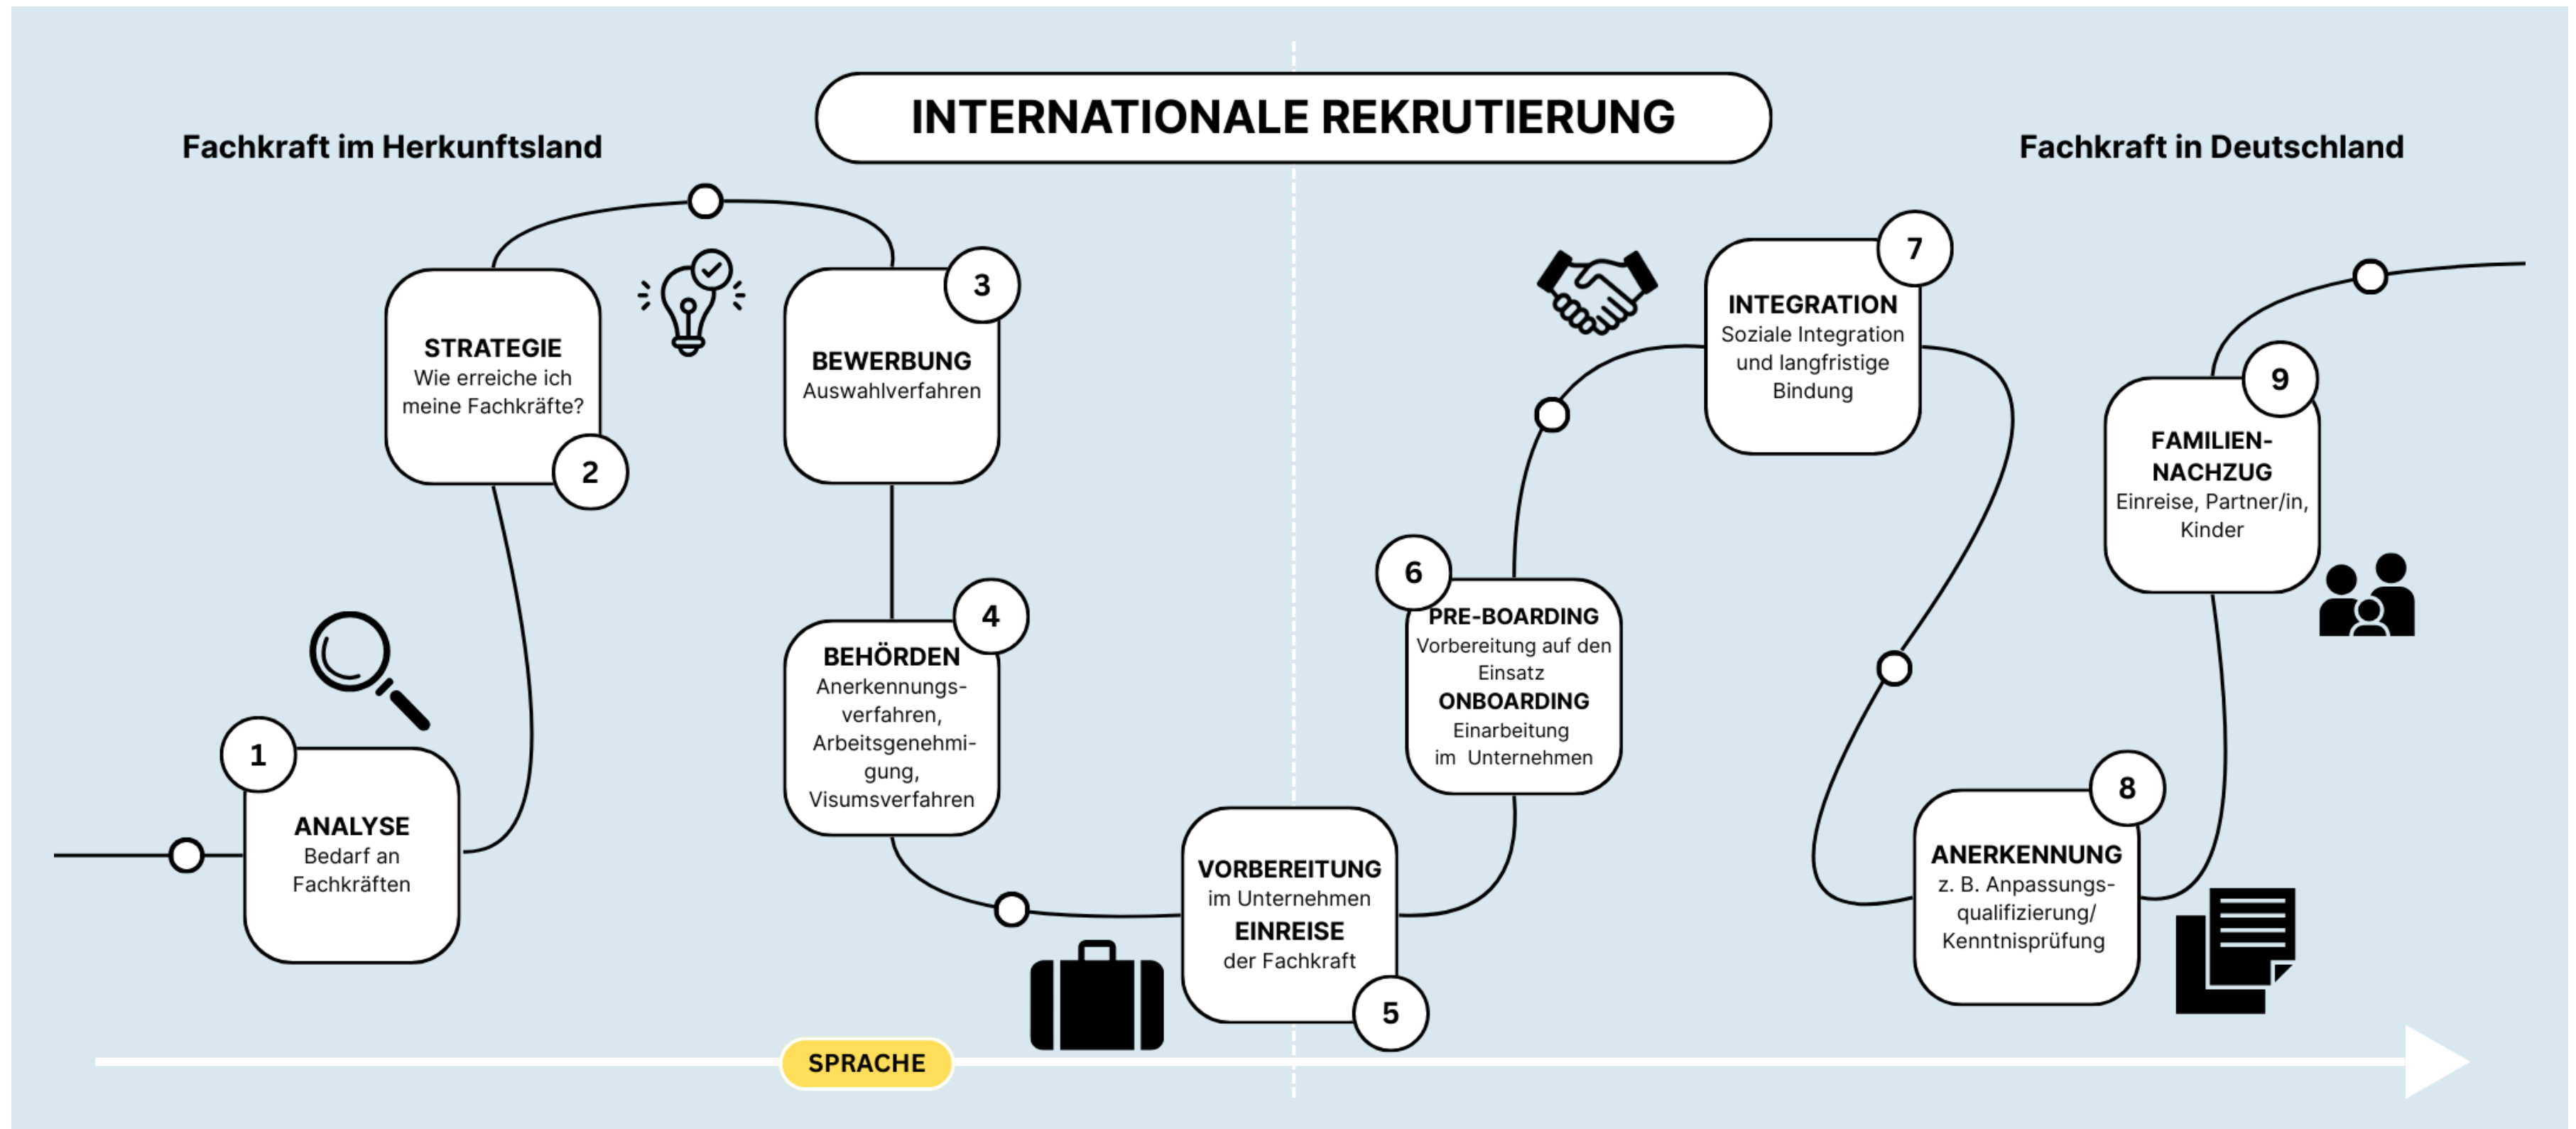 INTERNATIONALE REKRUTIERUNG
Fachkraft im Herkunftsland
Fachkraft in Deutschland
1
ANALYSE
Bedarf an
Fachkräften
STRATEGIE
Wie erreiche ich
meine Fachkräfte?
2
3
BEWERBUNG
Auswahlverfahren
4
BEHÖRDEN
Anerkennungs-
verfahren,
Arbeitsgenehmi-
gung,
Visumsverfahren
VORBEREITUNG
im Unternehmen
EINREISE
der Fachkraft
5
6
PRE-BOARDING
Vorbereitung auf den
Einsatz
ONBOARDING
Einarbeitung
im Unternehmen
7
INTEGRATION
Soziale Integration
und langfristige
Bindung
8
ANERKENNUNG
z. B. Anpassungs-
qualifizierung/
Kenntnisprüfung
9
FAMILIEN-
NACHZUG
Einreise, Partner/in,
Kinder
SPRACHE